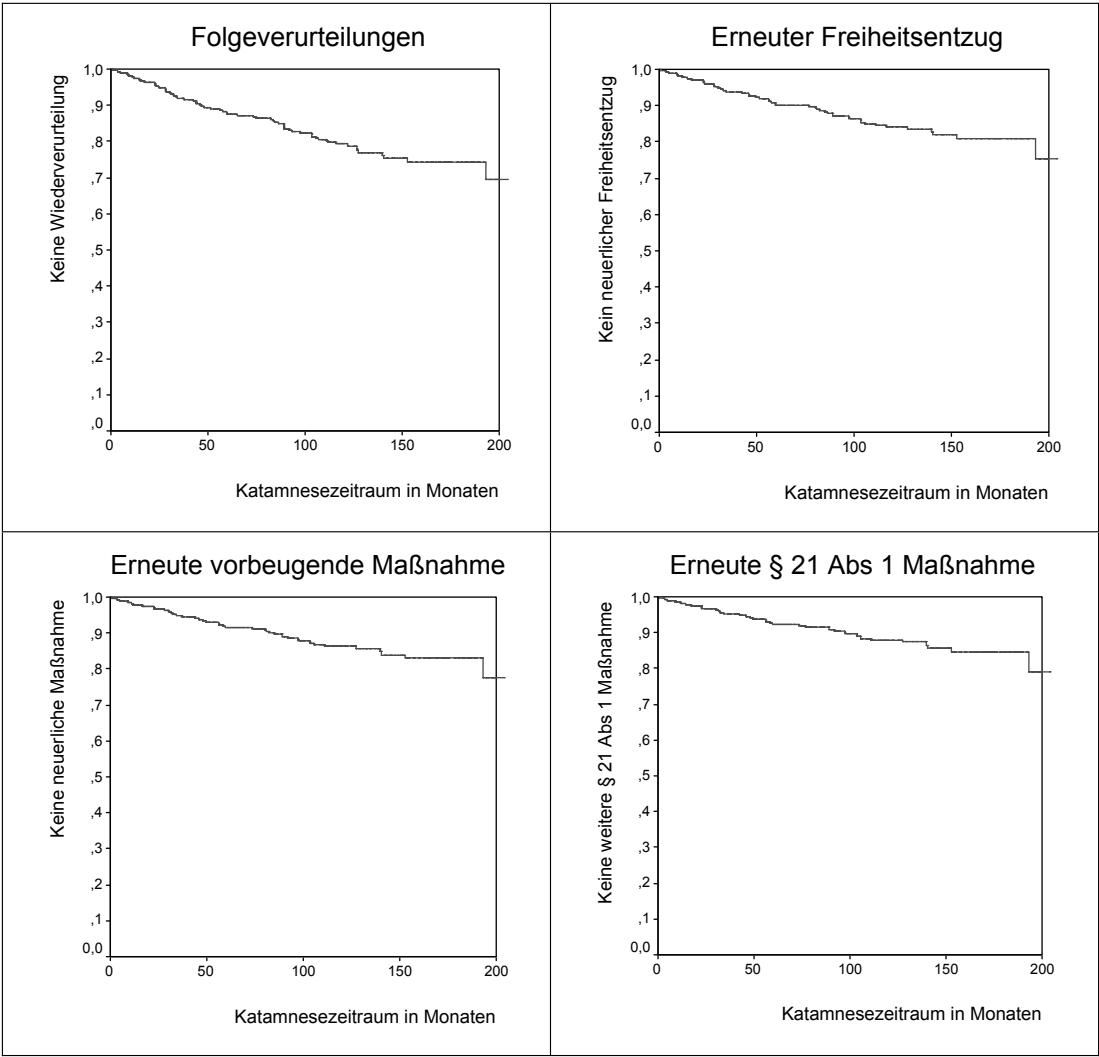 Folgeverurteilungen
Keine Wiederverurteilung
1,0
,9
,8
,7
,6
,5
,4
,3
,2
,1
,0
0 50 100 150 200
Katamnesezeitraum in Monaten
Erneuter Freiheitsentzug
Kein neuerlicher Freiheitsentzug
1,0
,9
,8
,7
,6
,5
,4
,3
,2
,1
0,0
0 50 100 150 200
Katamnesezeitraum in Monaten
Erneute vorbeugende Maßnahme
Keine neuerliche Maßnahme
1,0
,9
,8
,7
,6
,5
,4
,3
,2
,1
0,0
0 50 100 150 200
Katamnesezeitraum in Monaten
Erneute § 21 Abs 1 Maßnahme
Keine weitere § 21 Abs 1 Maßnahme
1,0
,9
,8
,7
,6
,5
,4
,3
,2
,1
0,0
0 50 100 150 200
Katamnesezeitraum in Monaten